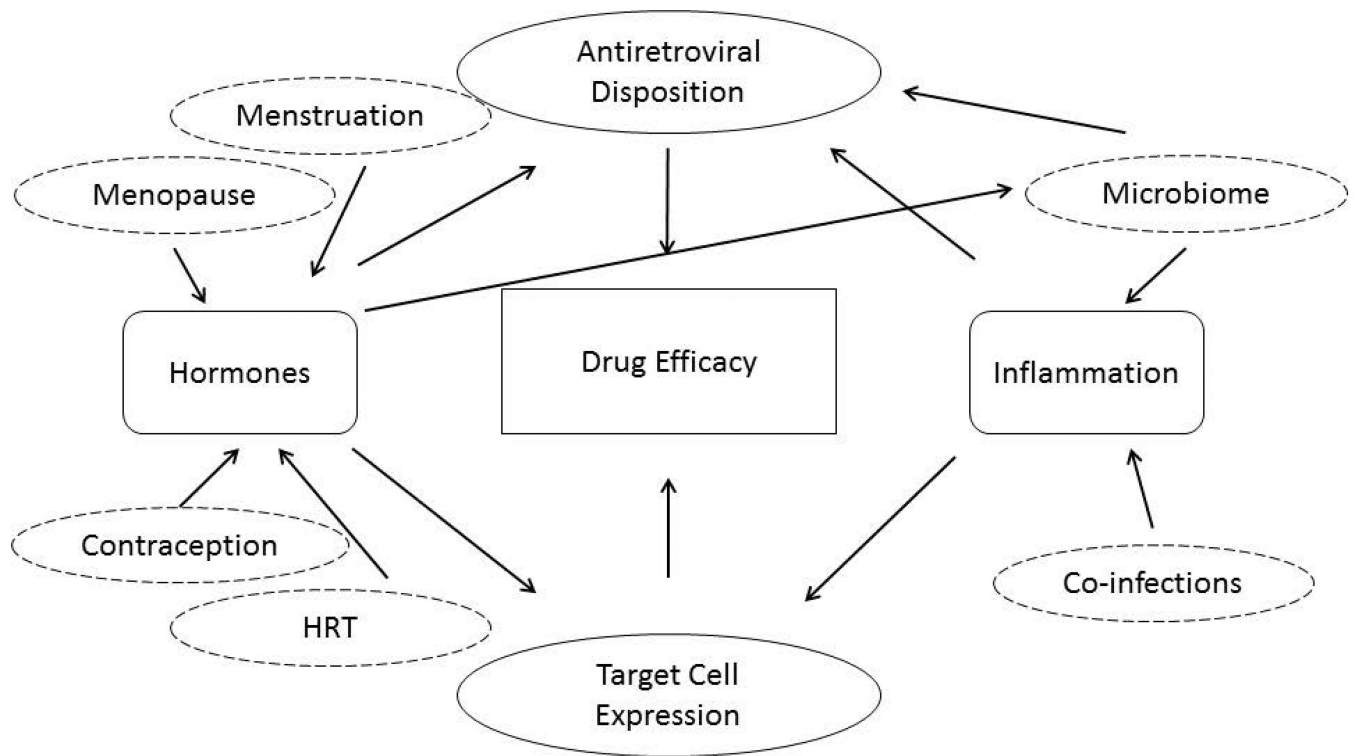 Antiretroviral
Disposition
Menstruation
Menopause
Microbiome
Hormones
Drug Efficacy
Inflammation
Contraception
HRT
Co-infections
Target Cell
Expression